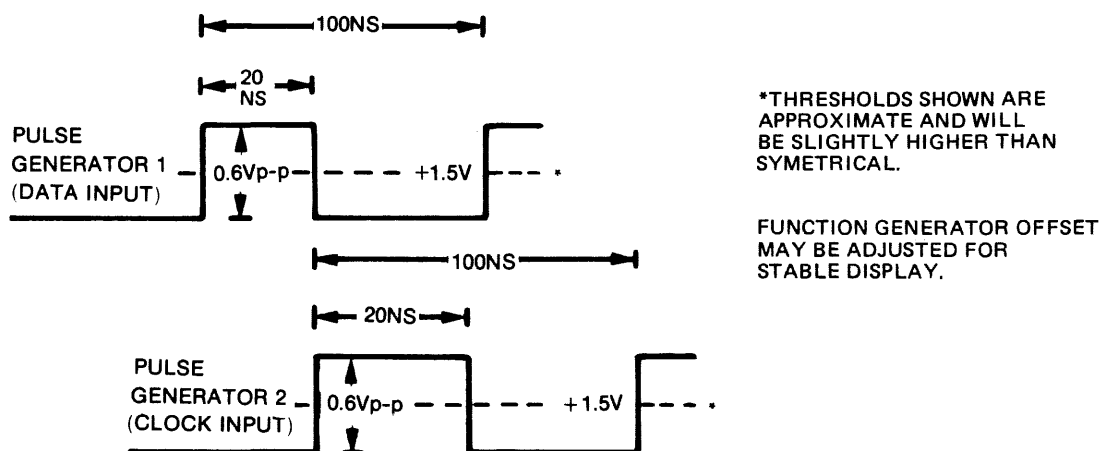 100NS
20
NS
PULSE
GENERATOR 1
(DATA INPUT)
0.6Vp-p
+1.5V
*
*THRESHOLDS SHOWN ARE
APPROXIMATE AND WILL
BE SLIGHTLY HIGHER THAN
SYMETRICAL.
FUNCTION GENERATOR OFFSET
MAY BE ADJUSTED FOR
STABLE DISPLAY.
100NS
20NS
PULSE
GENERATOR 2
(CLOCK INPUT)
0.6Vp-p
+1.5V
*